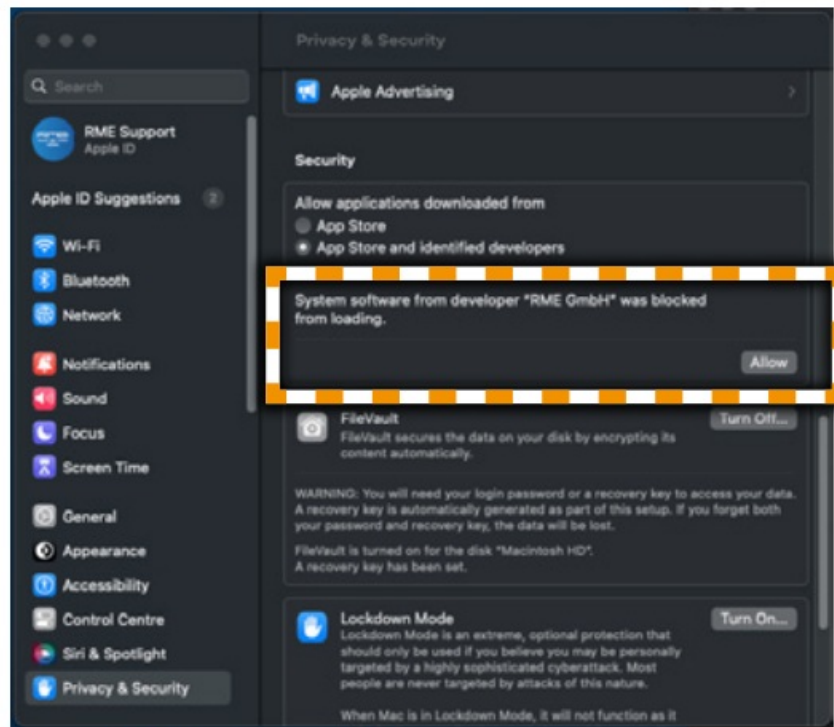 Privacy & Security
Search
RME Support
Apple ID
Apple ID Suggestions 2
Wi-Fi
Bluetooth
Network
Notifications
Sound
Focus
Screen Time
General
Appearance
Accessibility
Control Centre
Siri & Spotlight
Privacy & Security
Apple Advertising
Security
Allow applications downloaded from
App Store
App Store and identified developers
System software from developer "RME GmbH" was blocked
from loading.
Allow
FileVault
Turn Off...
FileVault secures the data on your disk by encrypting its
content automatically.
WARNING: You will need your login password or a recovery key to access your data.
A recovery key is automatically generated as part of this setup. If you forget both
your password and recovery key, the data will be lost.
FileVault is turned on for the disk "Macintosh HD".
A recovery key has been set.
Lockdown Mode
Turn On...
Lockdown Mode is an extreme, optional protection that
should only be used if you believe you may be personally
targeted by a highly sophisticated cyberattack. Most
people are never targeted by attacks of this nature.
When Mac is in Lockdown Mode, it will not function as it